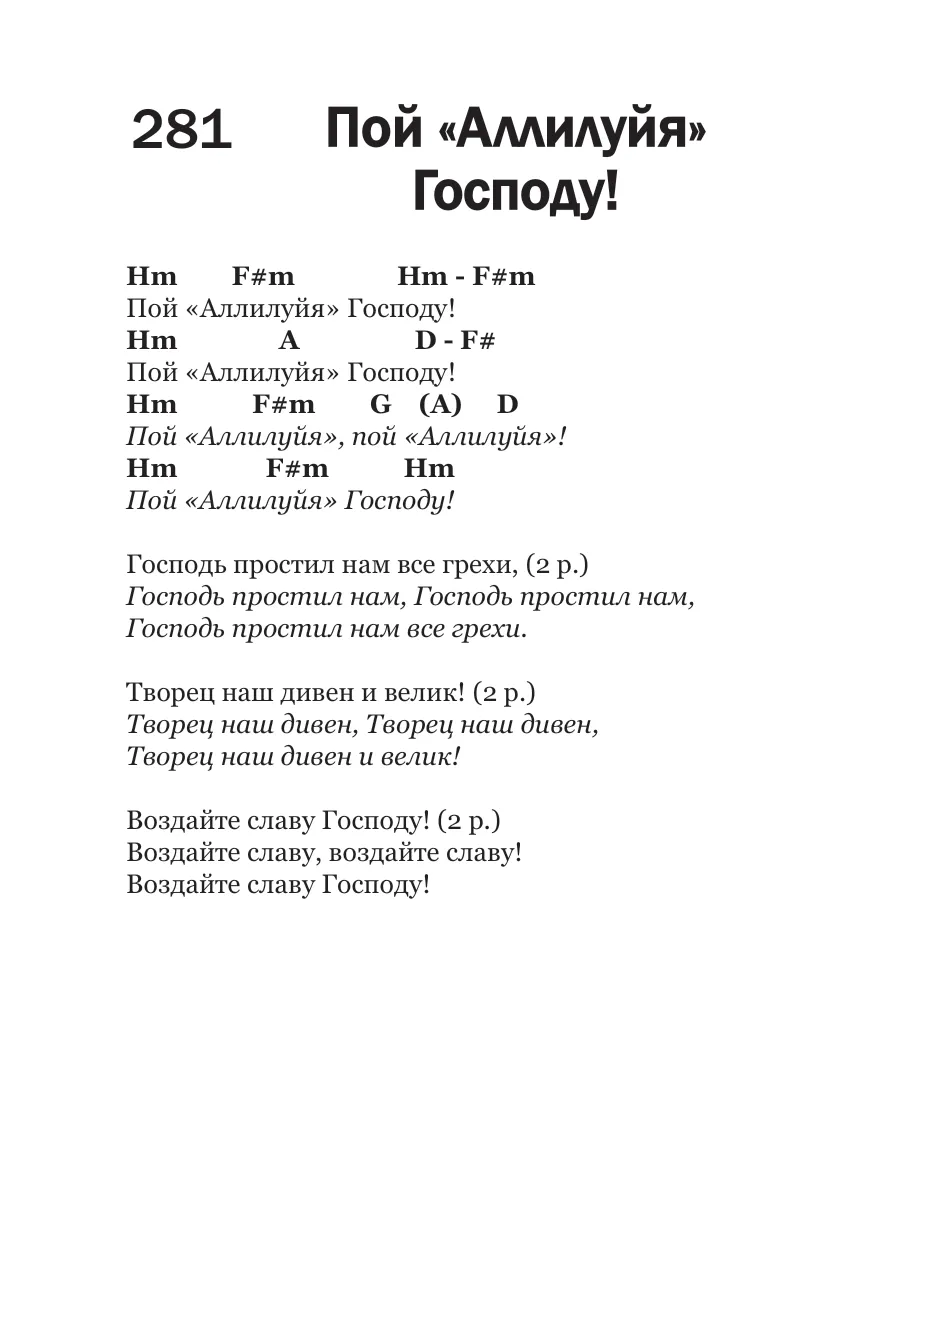 281 Пой «Аллилуйя»
Господу!
Hm F#m Hm - F#m
Пой «Аллилуйя» Господу!
Hm A D - F#
Пой «Аллилуйя» Господу!
Hm F#m G (A) D
Пой «Аллилуйя», пой «Аллилуйя»!
Hm F#m Hm
Пой «Аллилуйя» Господу!
Господь простил нам все грехи, (2 р.)
Господь простил нам, Господь простил нам,
Господь простил нам все грехи.
Творец наш дивен и велик! (2 р.)
Творец наш дивен, Творец наш дивен,
Творец наш дивен и велик!
Воздайте славу Господу! (2 р.)
Воздайте славу, воздайте славу!
Воздайте славу Господу!